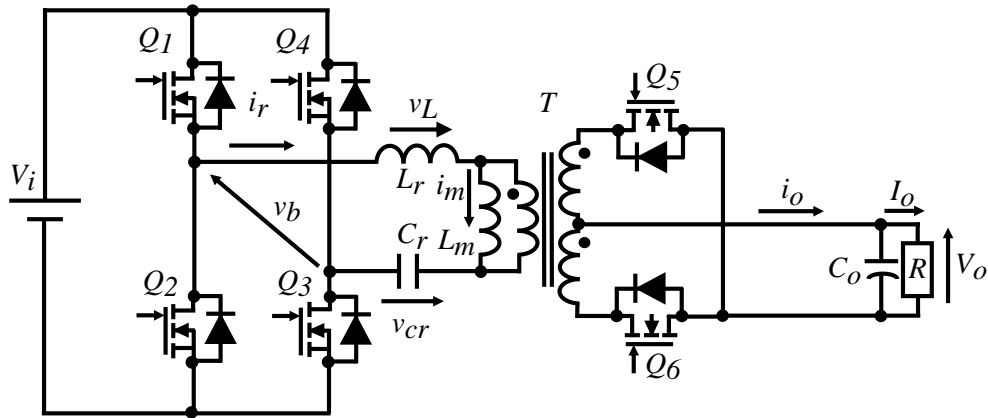 Q1
Q4
Q5
i_r
v_L
T
V_i
L_r
i_m
i_o
I_o
v_b
C_r
L_m
C_o
R
V_o
Q2
Q3
v_cr
Q6